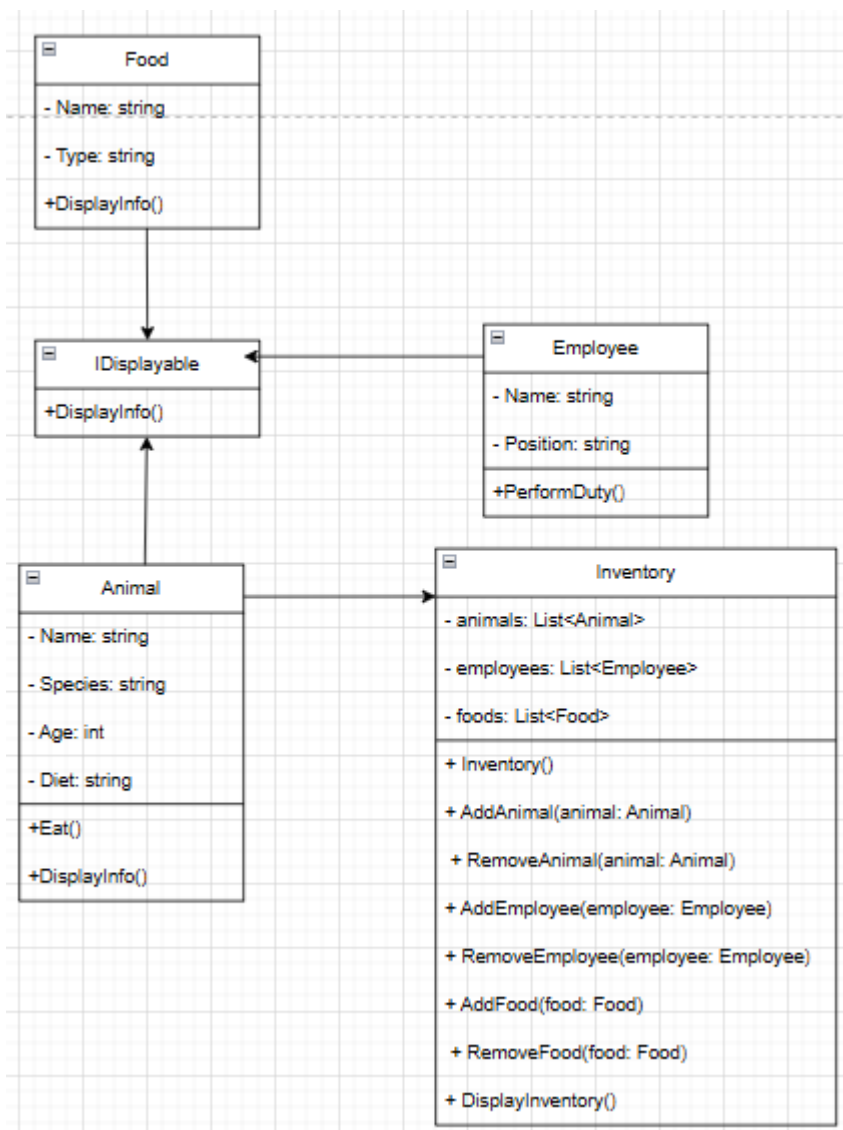 Food
- Name: string
- Type: string
+DisplayInfo()
IDisplayable
+DisplayInfo()
Employee
- Name: string
- Position: string
+PerformDuty()
Animal
- Name: string
- Species: string
- Age: int
- Diet: string
+Eat()
+DisplayInfo()
Inventory
- animals: List<Animal>
- employees: List<Employee>
- foods: List<Food>
+ Inventory()
+ AddAnimal(animal: Animal)
+ RemoveAnimal(animal: Animal)
+ AddEmployee(employee: Employee)
+ RemoveEmployee(employee: Employee)
+ AddFood(food: Food)
+ RemoveFood(food: Food)
+ DisplayInventory()